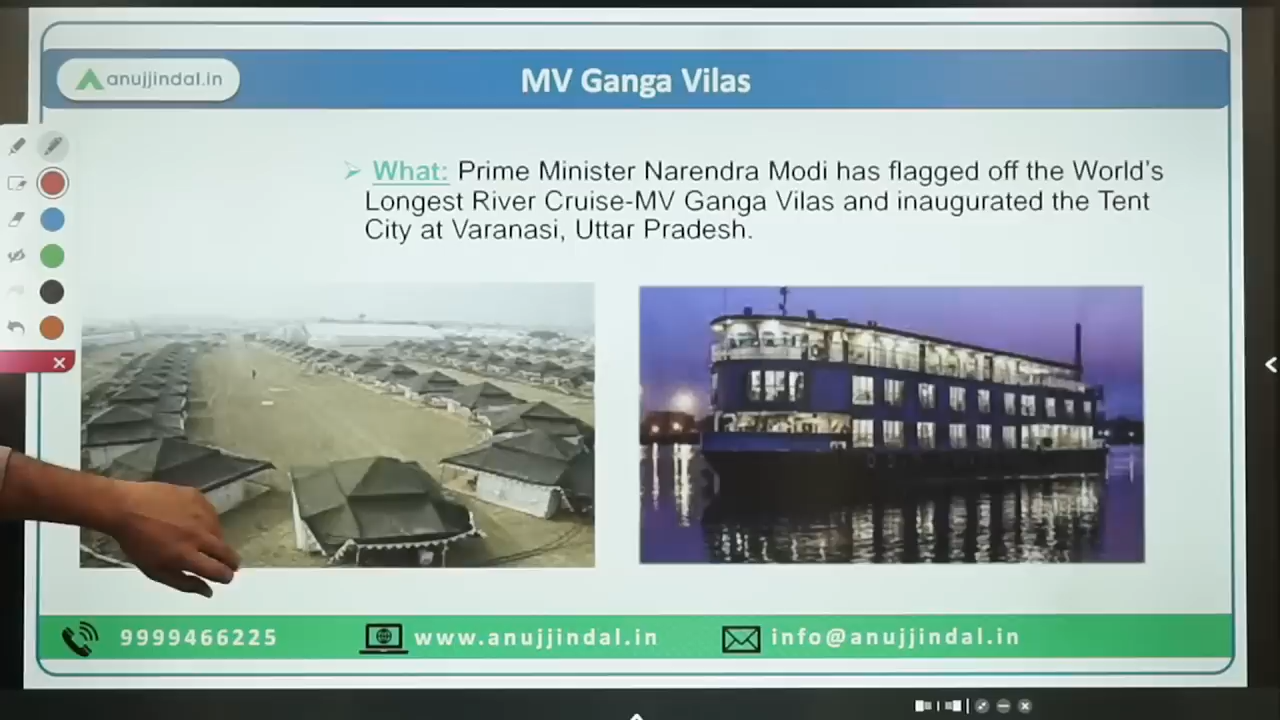 anujjindal.in
MV Ganga Vilas
What: Prime Minister Narendra Modi has flagged off the World's
Longest River Cruise-MV Ganga Vilas and inaugurated the Tent
City at Varanasi, Uttar Pradesh.
9999466225
www.anujjindal.in
info@anujjindal.in